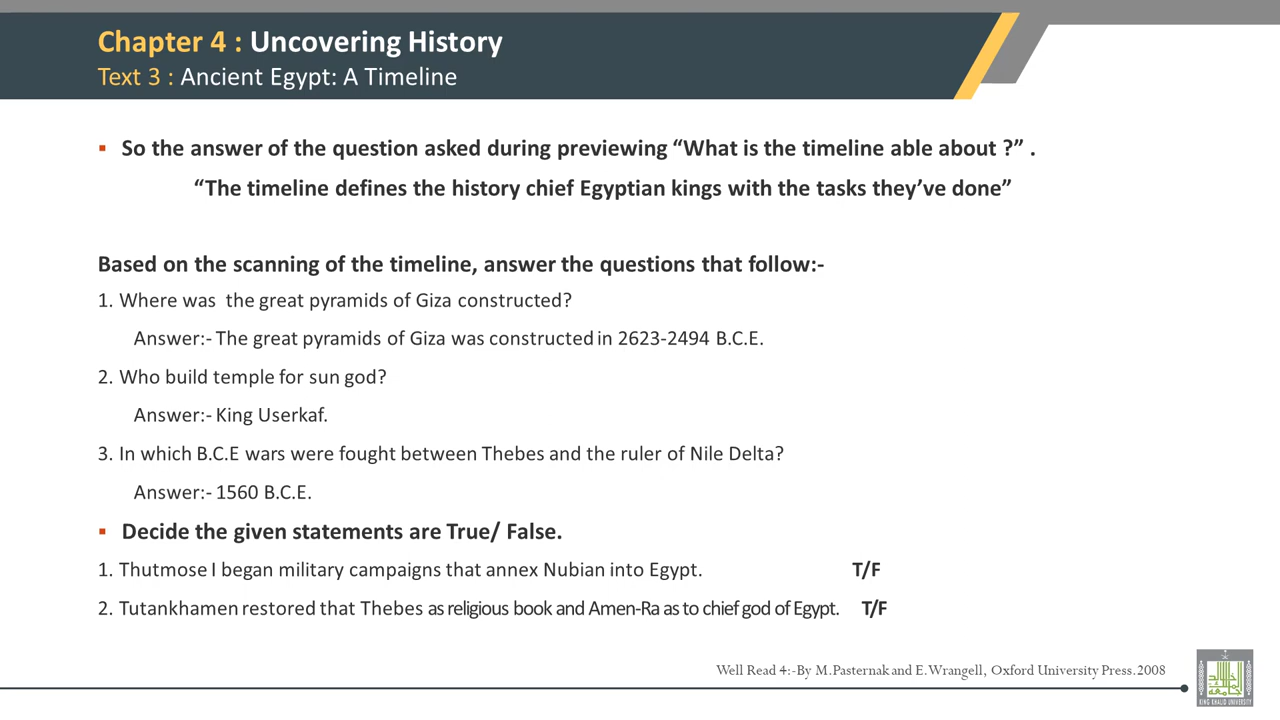 Chapter 4 : Uncovering History
Text 3 : Ancient Egypt: A Timeline
▪ So the answer of the question asked during previewing “What is the timeline able about ?” .
“The timeline defines the history chief Egyptian kings with the tasks they’ve done”
Based on the scanning of the timeline, answer the questions that follow:-
1. Where was the great pyramids of Giza constructed?
Answer:- The great pyramids of Giza was constructed in 2623-2494 B.C.E.
2. Who build temple for sun god?
Answer:- King Userkaf.
3. In which B.C.E wars were fought between Thebes and the ruler of Nile Delta?
Answer:- 1560 B.C.E.
▪ Decide the given statements are True/ False.
1. Thutmose I began military campaigns that annex Nubian into Egypt. T/F
2. Tutankhamen restored that Thebes as religious book and Amen-Ra as to chief god of Egypt. T/F
Well Read 4:-By M.Pasternak and E.Wrangell, Oxford University Press.2008
KING KHALID UNIVERSITY